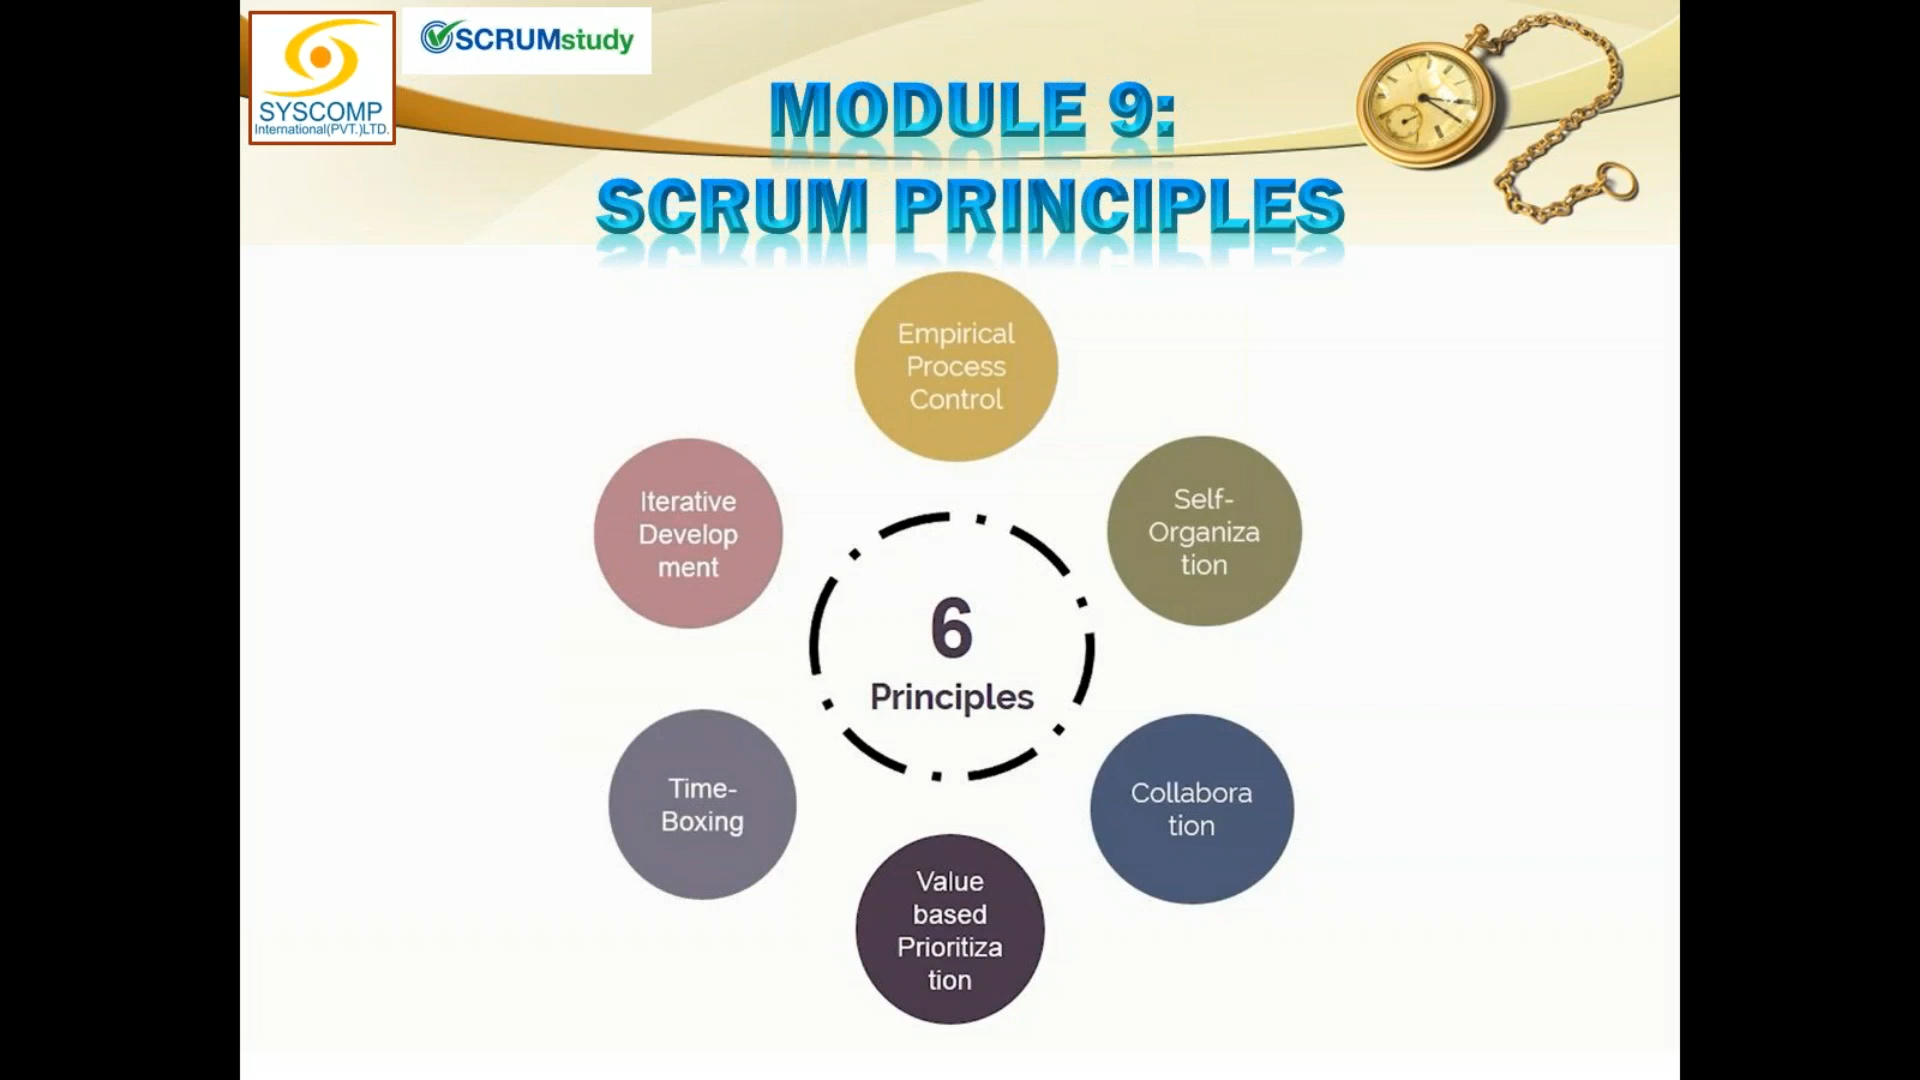 SYSCOMP
International(PVT.)LTD.
SCRUMstudy
MODULE 9:
SCRUM PRINCIPLES
Empirical
Process
Control
Self-
Organiza
tion
Collabora
tion
Value
based
Prioritiza
tion
Time-
Boxing
Iterative
Develop
ment
6
Principles